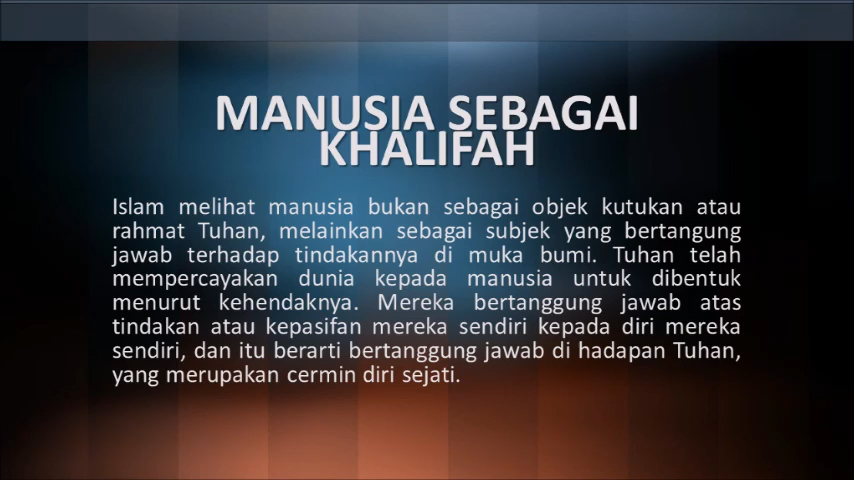 MANUSIA SEBAGAI
KHALIFAH
Islam melihat manusia bukan sebagai objek kutukan atau
rahmat Tuhan, melainkan sebagai subjek yang bertangung
jawab terhadap tindakannya di muka bumi. Tuhan telah
mempercayakan dunia kepada manusia untuk dibentuk
menurut kehendaknya. Mereka bertanggung jawab atas
tindakan atau kepasifan mereka sendiri kepada diri mereka
sendiri, dan itu berarti bertanggung jawab di hadapan Tuhan,
yang merupakan cermin diri sejati.